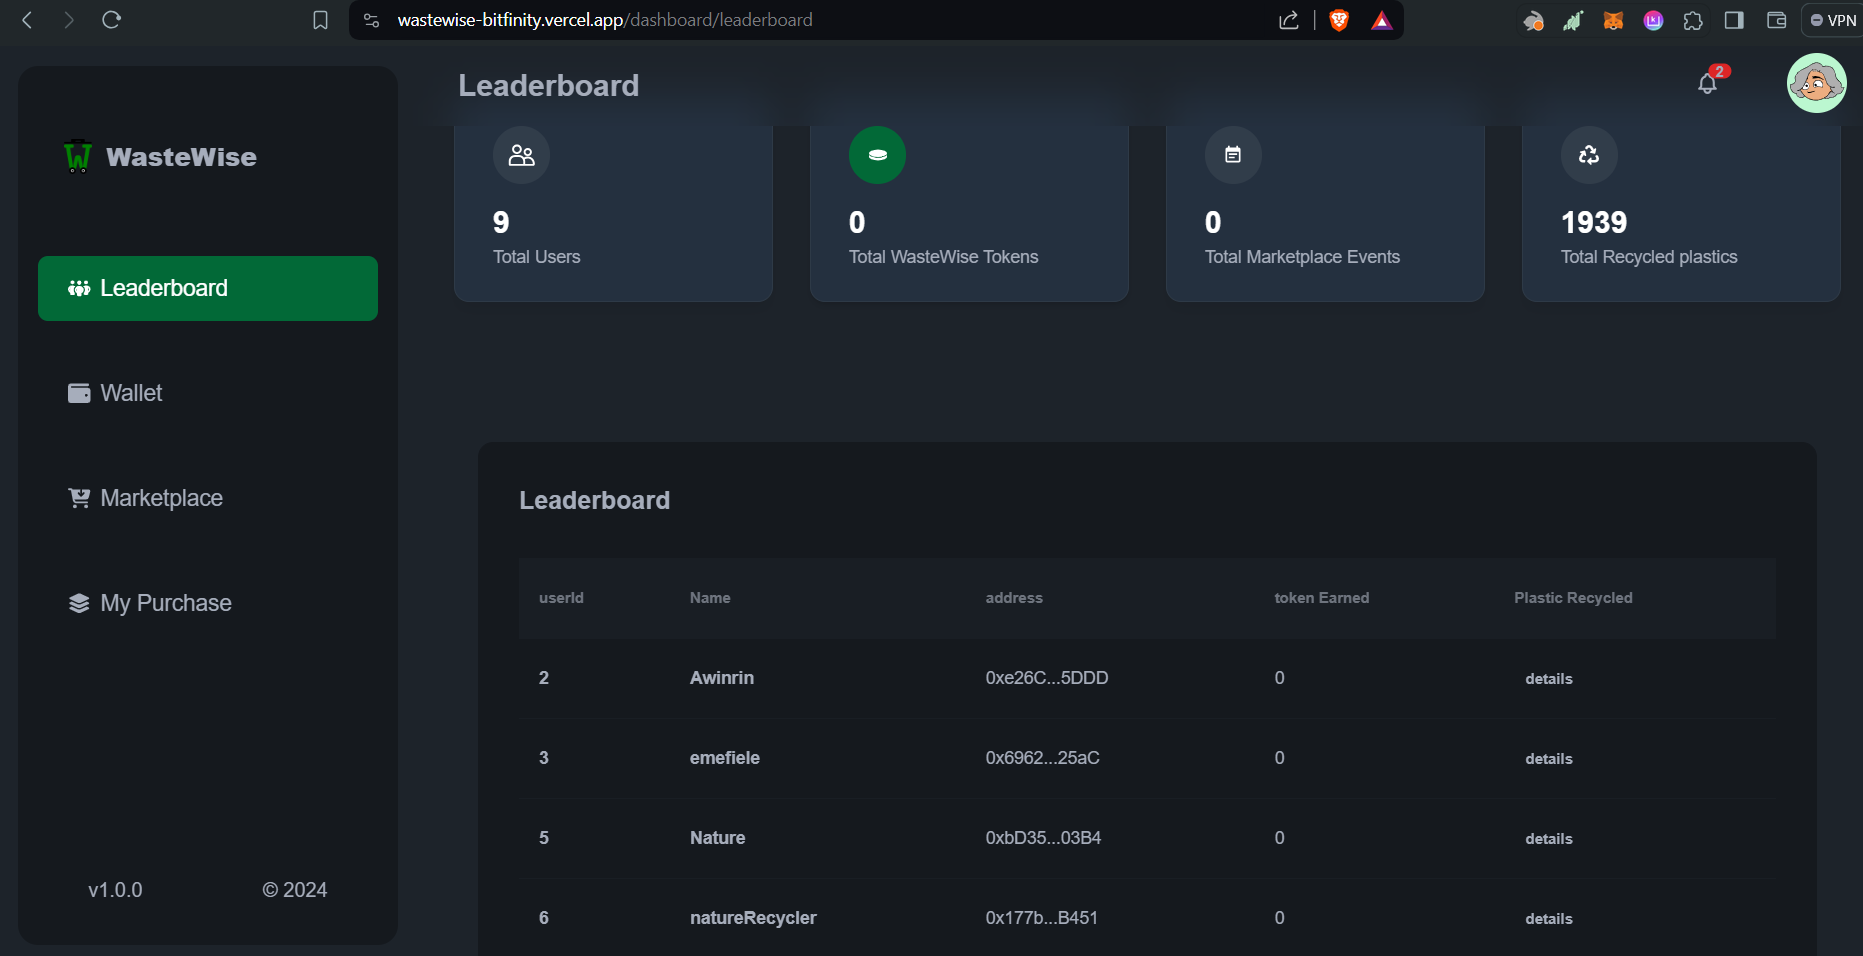 wastewise-bitfinity.vercel.app/dashboard/leaderboard
VPN
WasteWise
Leaderboard
Wallet
Marketplace
My Purchase
v1.0.0 © 2024
Leaderboard
2
9
Total Users
0
Total WasteWise Tokens
0
Total Marketplace Events
1939
Total Recycled plastics
Leaderboard
userId Name address token Earned Plastic Recycled
2 Awinrin 0xe26C...5DDD 0 details
3 emefiele 0x6962...25aC 0 details
5 Nature 0xbD35...03B4 0 details
6 natureRecycler 0x177b...B451 0 details